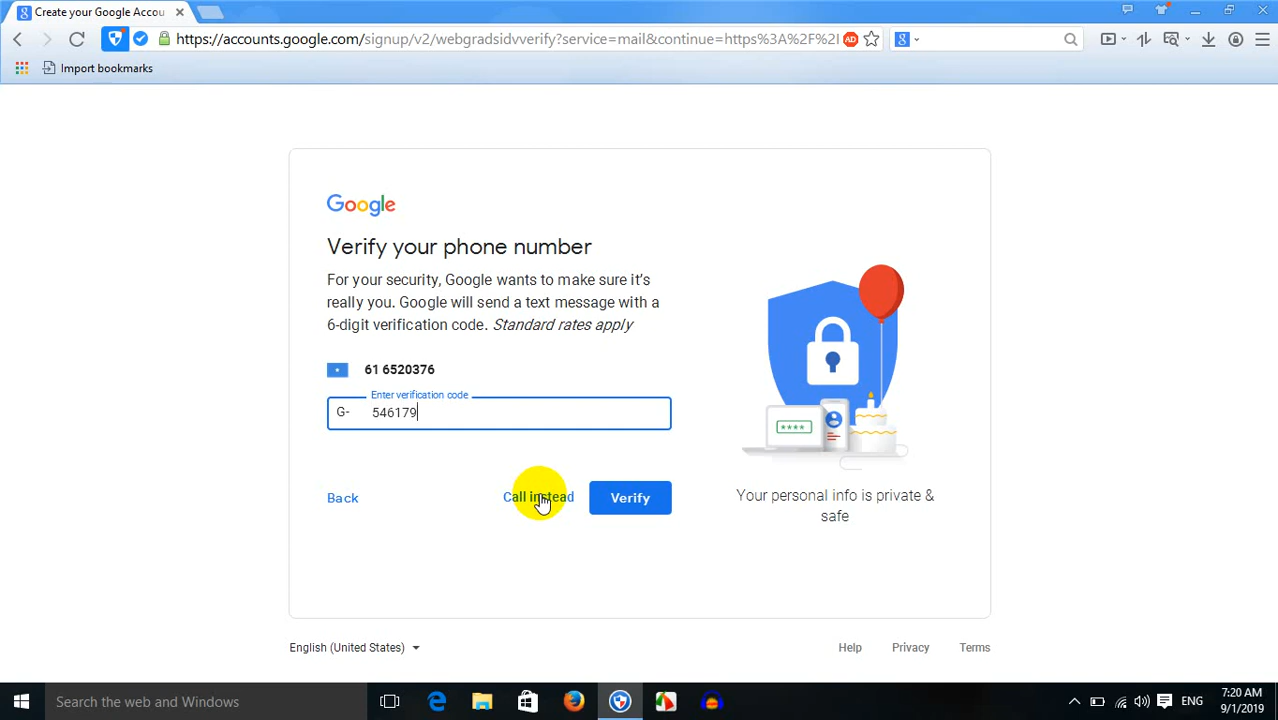 Create your Google Accou
https://accounts.google.com/signup/v2/webgradsidvverify?service=mail&continue=https%3A%2F%2I
AD
Import bookmarks
Google
Verify your phone number
For your security, Google wants to make sure it's
really you. Google will send a text message with a
6-digit verification code. Standard rates apply
61 6520376
Enter verification code
G- 546179
Back
Call instead
Verify
****
Your personal info is private &
safe
English (United States)
Help
Privacy
Terms
Search the web and Windows
ENG
7:20 AM
9/1/2019